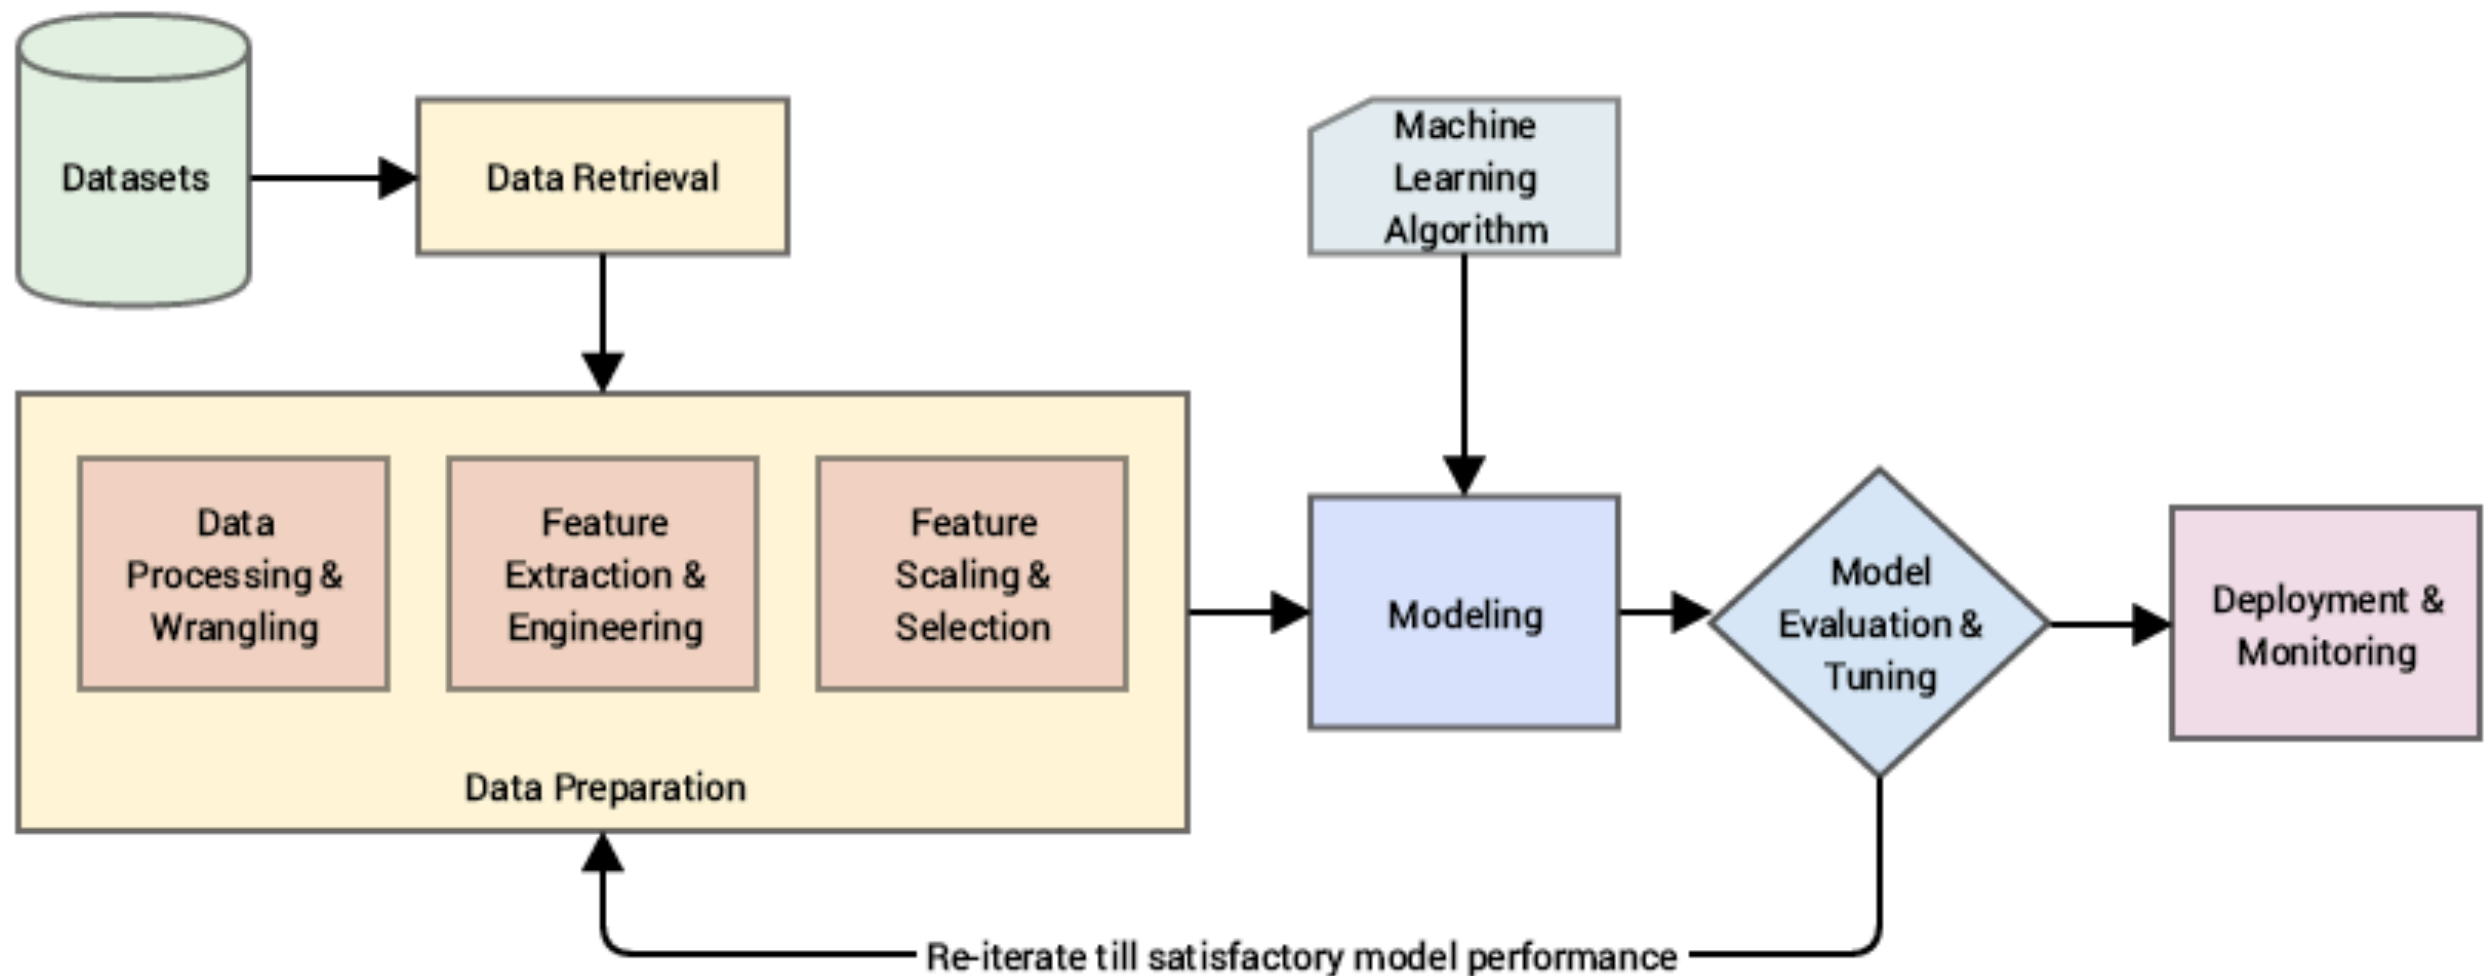 Datasets
Data Retrieval
Machine
Learning
Algorithm
Data
Processing &
Wrangling
Feature
Extraction &
Engineering
Feature
Scaling &
Selection
Data Preparation
Modeling
Model
Evaluation &
Tuning
Deployment &
Monitoring
Re-iterate till satisfactory model performance